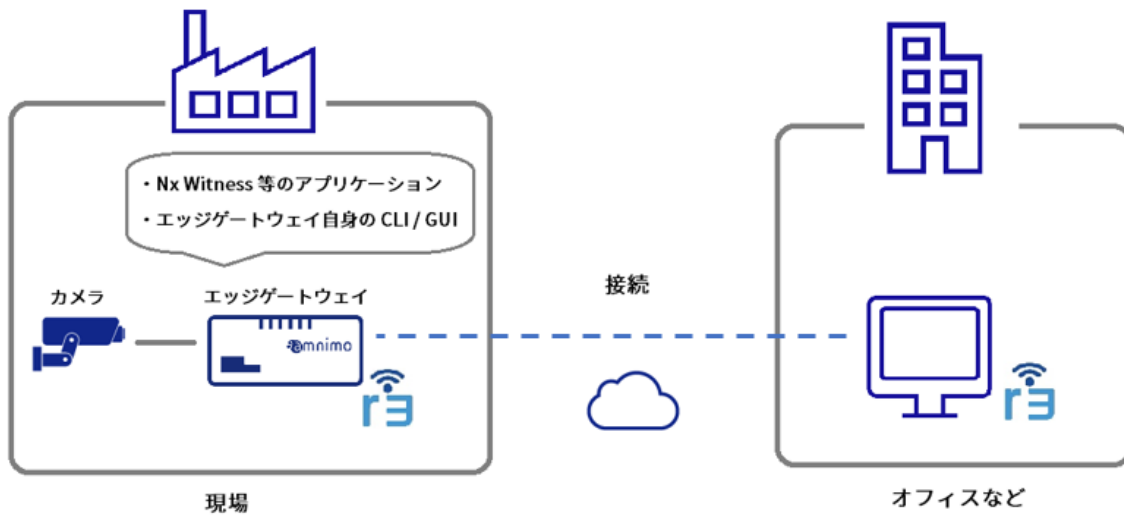 ・Nx Witness 等のアプリケーション
・エッジゲートウェイ自身の CLI / GUI
カメラ
エッジゲートウェイ
amnimo
r3
接続
r3
現場
オフィスなど